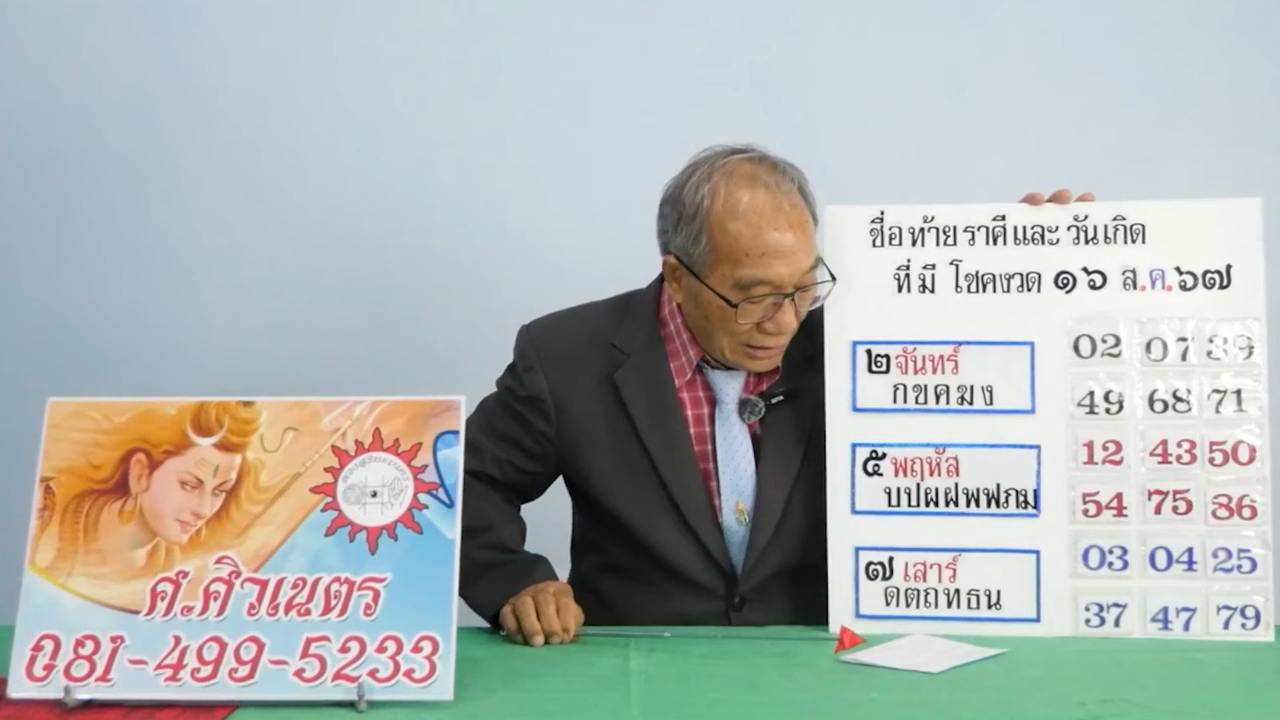 ศ.ศิวเนตร
081-499-5233
ชื่อท้ายราศีและวันเกิด
ที่มี โชคงวด ๑๖ ส.ค.๖๗
๒ จันทร์
กขคฆง
02 07 39
49 68 71
๕ พฤหัส
บปผฝพฟภม
12 43 50
54 75 86
๗ เสาร์
ดตถทธน
03 04 25
37 47 79